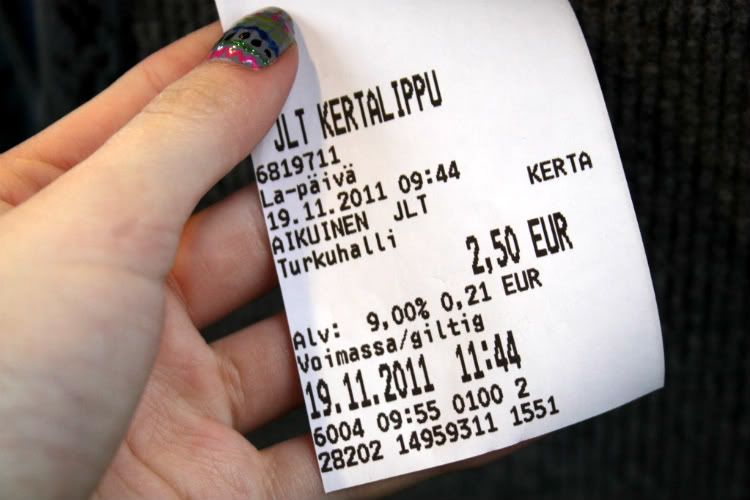 JLT KERTALIPPU
6819711
La-päivä
19.11.2011 09:44 KERTA
AIKUINEN JLT
Turkuhalli
2,50 EUR
Alv: 9,00% 0,21 EUR
Voimassa/giltig
19.11.2011 11:44
6004 09:55 0100 2
28202 14959311 1551